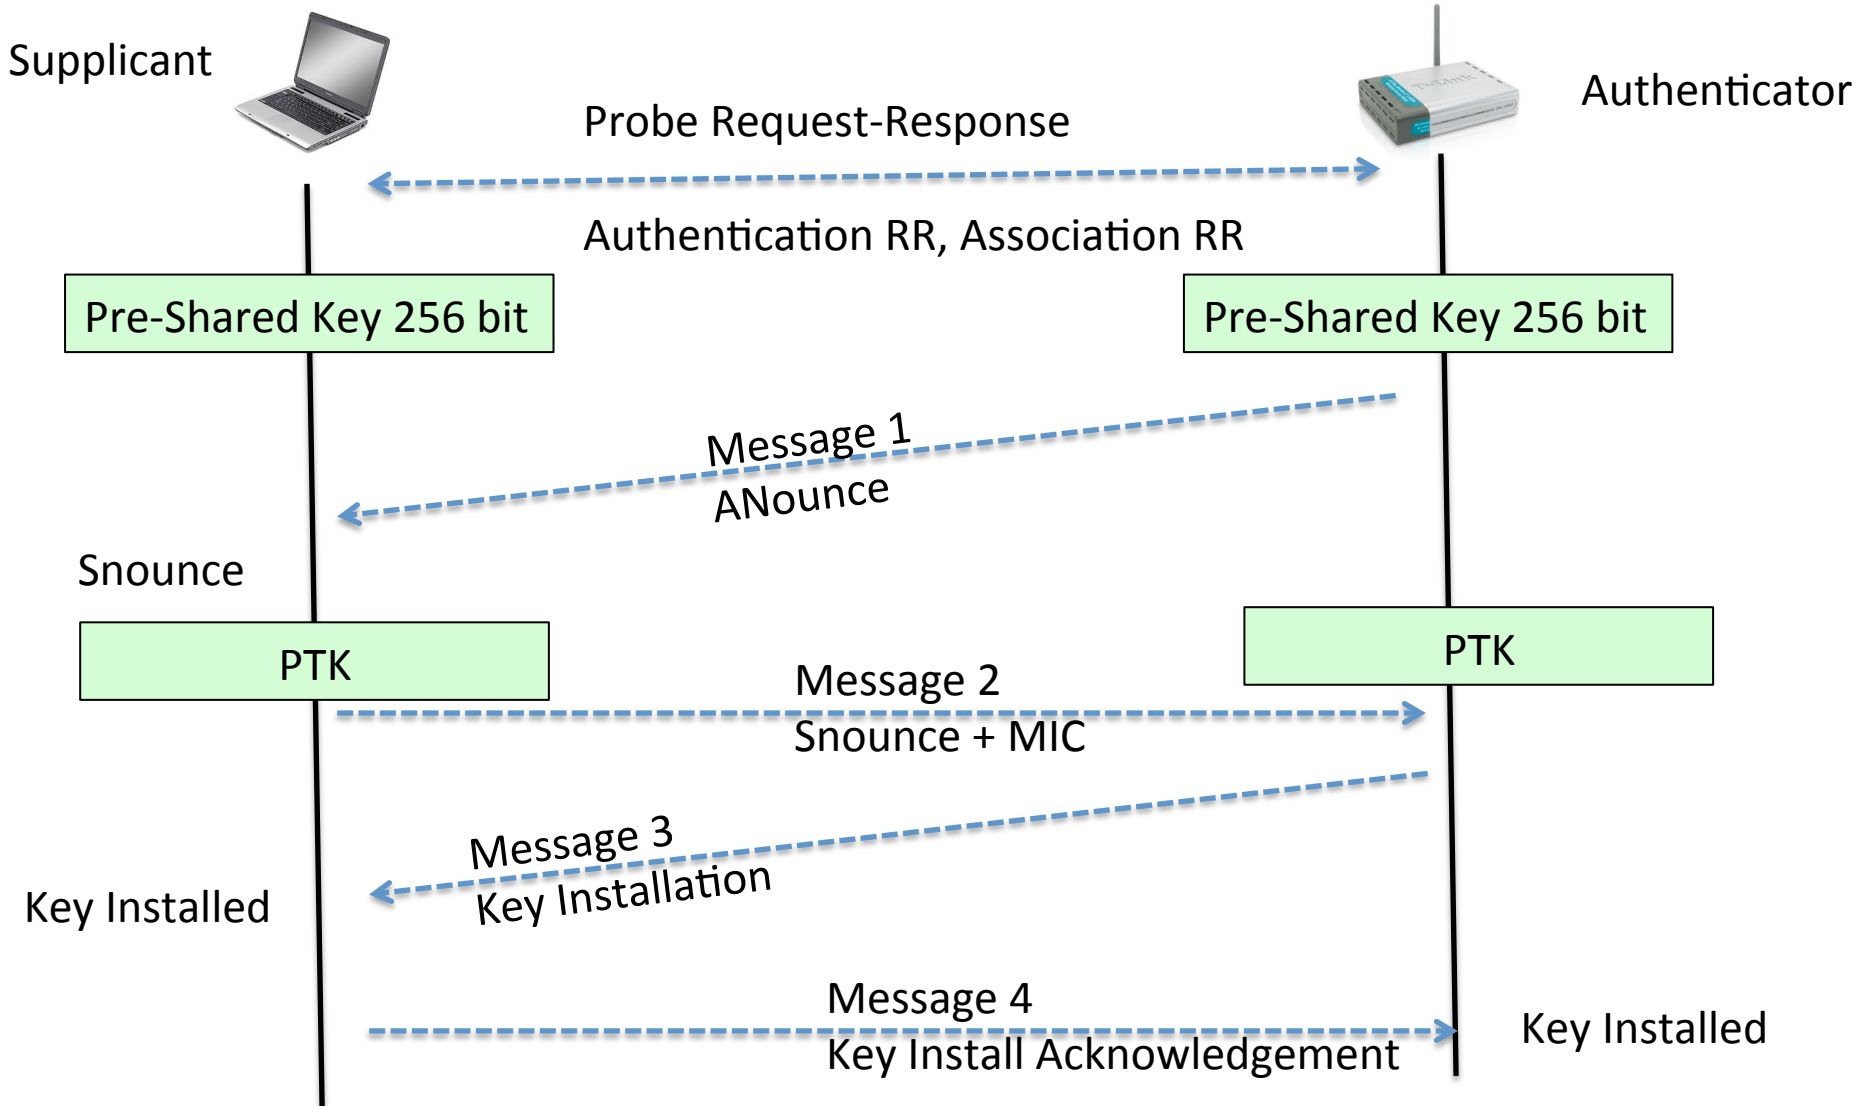 Supplicant
Authenticator
Probe Request-Response
Authentication RR, Association RR
Pre-Shared Key 256 bit
Pre-Shared Key 256 bit
Message 1
ANounce
Snounce
PTK
PTK
Message 2
Snounce + MIC
Message 3
Key Installation
Key Installed
Message 4
Key Install Acknowledgement
Key Installed